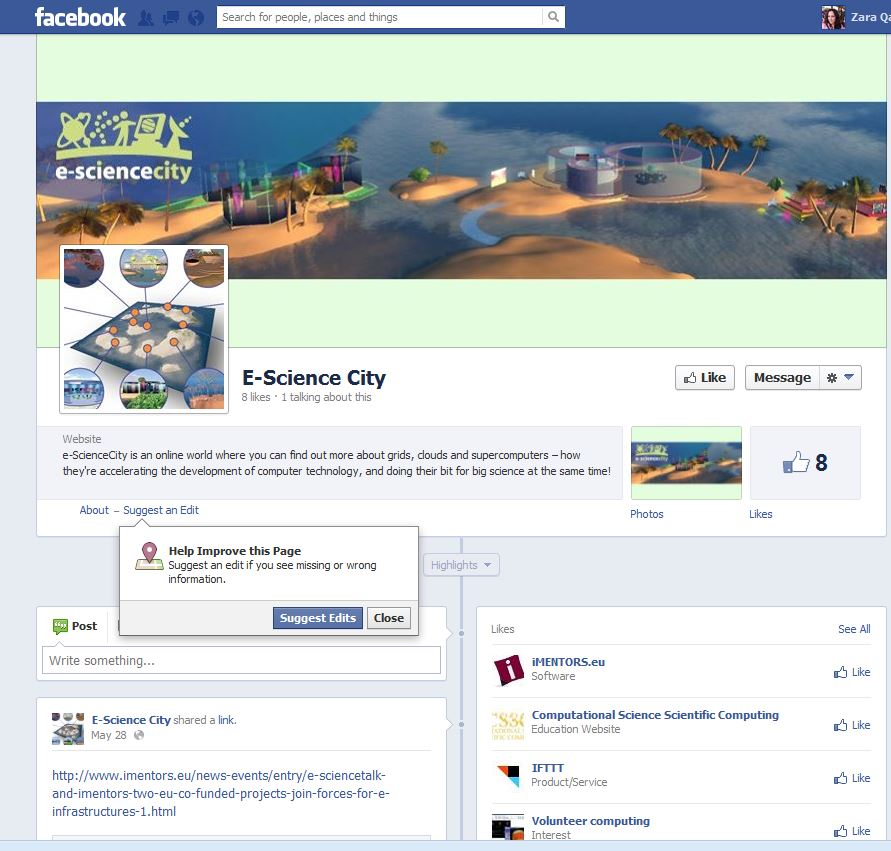 facebook
Search for people, places and things
Zara Qa
e-sciencecity
E-Science City
8 likes · 1 talking about this
Like
Message
Website
e-ScienceCity is an online world where you can find out more about grids, clouds and supercomputers – how
they're accelerating the development of computer technology, and doing their bit for big science at the same time!
8
About – Suggest an Edit
Photos
Likes
Help Improve this Page
Suggest an edit if you see missing or wrong
information.
Suggest Edits
Close
Highlights
Post
Write something...
E-Science City shared a link.
May 28
http://www.imentors.eu/news-events/entry/e-sciencetalk-
and-imentors-two-eu-co-funded-projects-join-forces-for-e-
infrastructures-1.html
Likes
See All
iMENTORS.eu
Software
Like
Computational Science Scientific Computing
Education Website
Like
IFTTT
Product/Service
Like
Volunteer computing
Interest
Like